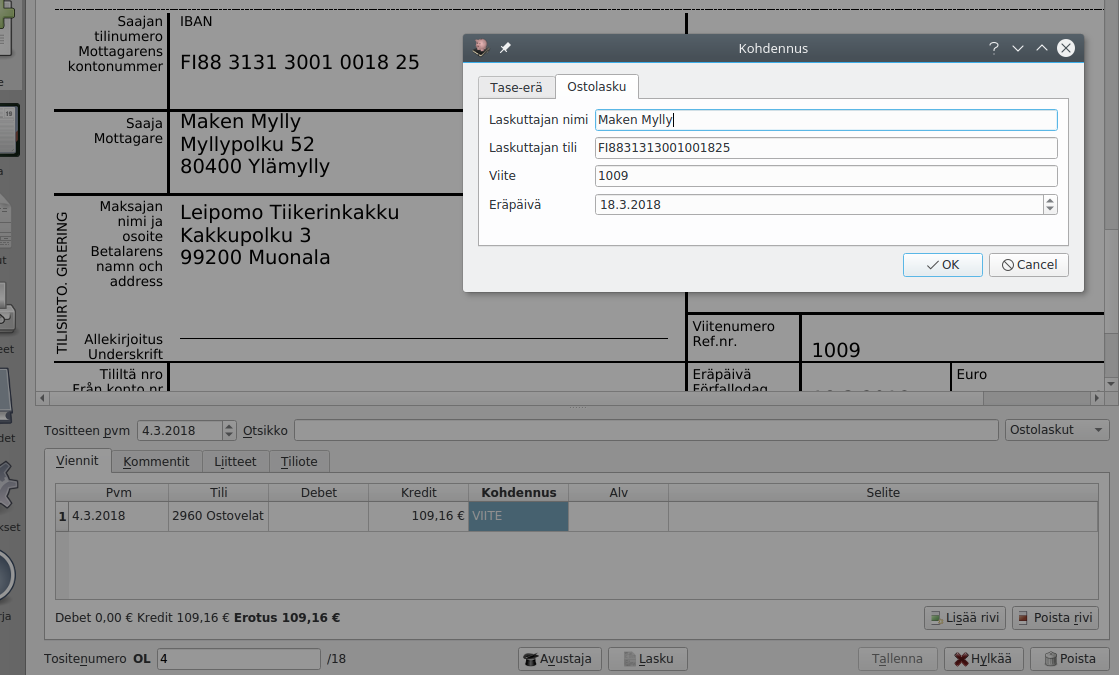 Saajan
tilinumero
Mottagarens
kontonummer
IBAN
FI88 3131 3001 0018 25
Saaja
Mottagare
Maken Mylly
Myllypolku 52
80400 Ylämylly
TILISIIRTO. GIRERING
Maksajan
nimi ja
osoite
Betalarens
namn och
address
Leipomo Tiikerinkakku
Kakkupolku 3
99200 Muonala
Allekirjoitus
Underskrift
Viitenumero
Ref.nr.
1009
Tililtä nro
Från konto nr
Eräpäivä
Förfallodag
Euro
Kohdennus
Tase-erä
Ostolasku
Laskuttajan nimi
Maken Mylly
Laskuttajan tili
FI8831313001001825
Viite
1009
Eräpäivä
18.3.2018
OK
Cancel
Tositteen pvm
4.3.2018
Otsikko
Ostolaskut
Viennit
Kommentit
Liitteet
Tiliote
Pvm Tili Debet Kredit Kohdennus Alv Selite
1 4.3.2018 2960 Ostovelat 109,16 € VIITE
Debet 0,00 € Kredit 109,16 € Erotus 109,16 €
Lisää rivi
Poista rivi
Tositenumero OL 4 /18
Avustaja
Lasku
Tallenna
Hylkää
Poista